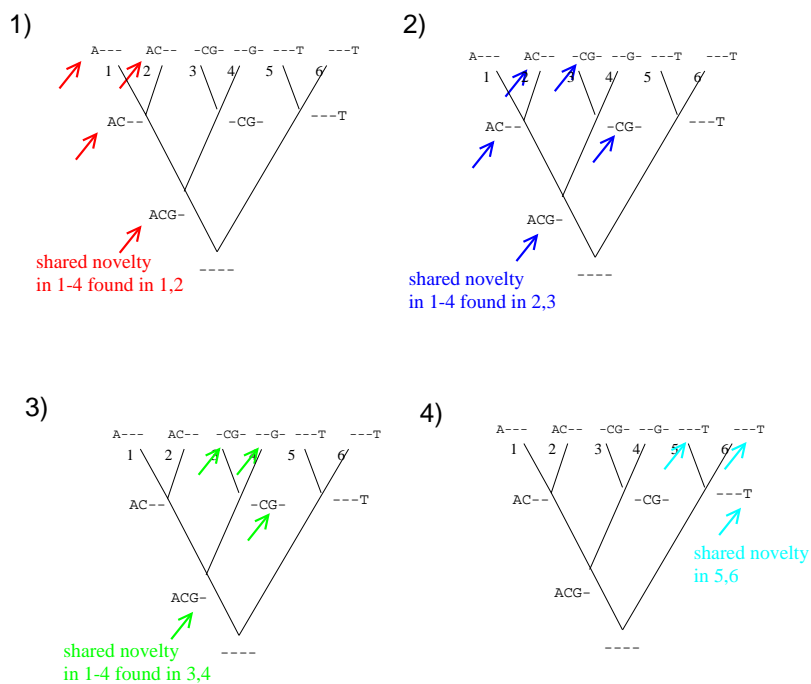 1)
A--- AC-- -CG- --G- ---T ---T
1 2 3 4 5 6
AC-- -CG- ---T
ACG-
shared novelty
in 1-4 found in 1,2
----
2)
A--- AC-- -CG- --G- ---T ---T
1 2 3 4 5 6
AC-- -CG- ---T
ACG-
shared novelty
in 1-4 found in 2,3
----
3)
A--- AC-- -CG- --G- ---T ---T
1 2 3 4 5 6
AC-- -CG- ---T
ACG-
shared novelty
in 1-4 found in 3,4
----
4)
A--- AC-- -CG- --G- ---T ---T
1 2 3 4 5 6
AC-- -CG- ---T
shared novelty
in 5,6
ACG-
----